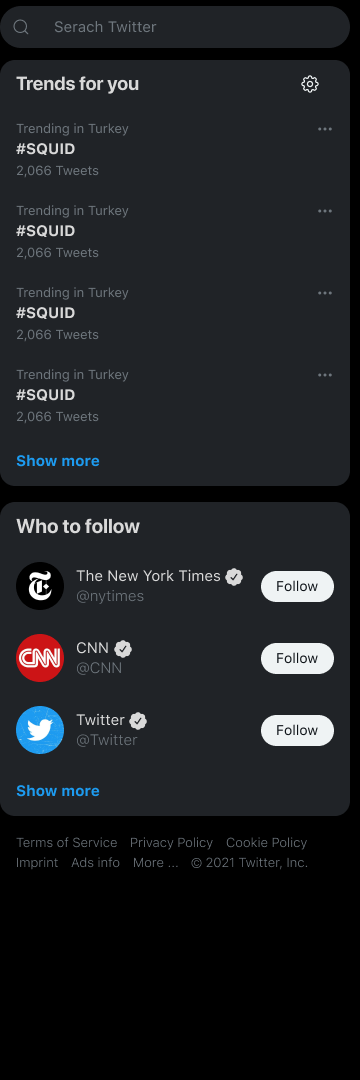 Serach Twitter
Trends for you
Trending in Turkey
#SQUID
2,066 Tweets
Trending in Turkey
#SQUID
2,066 Tweets
Trending in Turkey
#SQUID
2,066 Tweets
Trending in Turkey
#SQUID
2,066 Tweets
Show more
Who to follow
The New York Times
@nytimes
Follow
CNN
CNN
@CNN
Follow
Twitter
@Twitter
Follow
Show more
Terms of Service Privacy Policy Cookie Policy
Imprint Ads info More ... © 2021 Twitter, Inc.